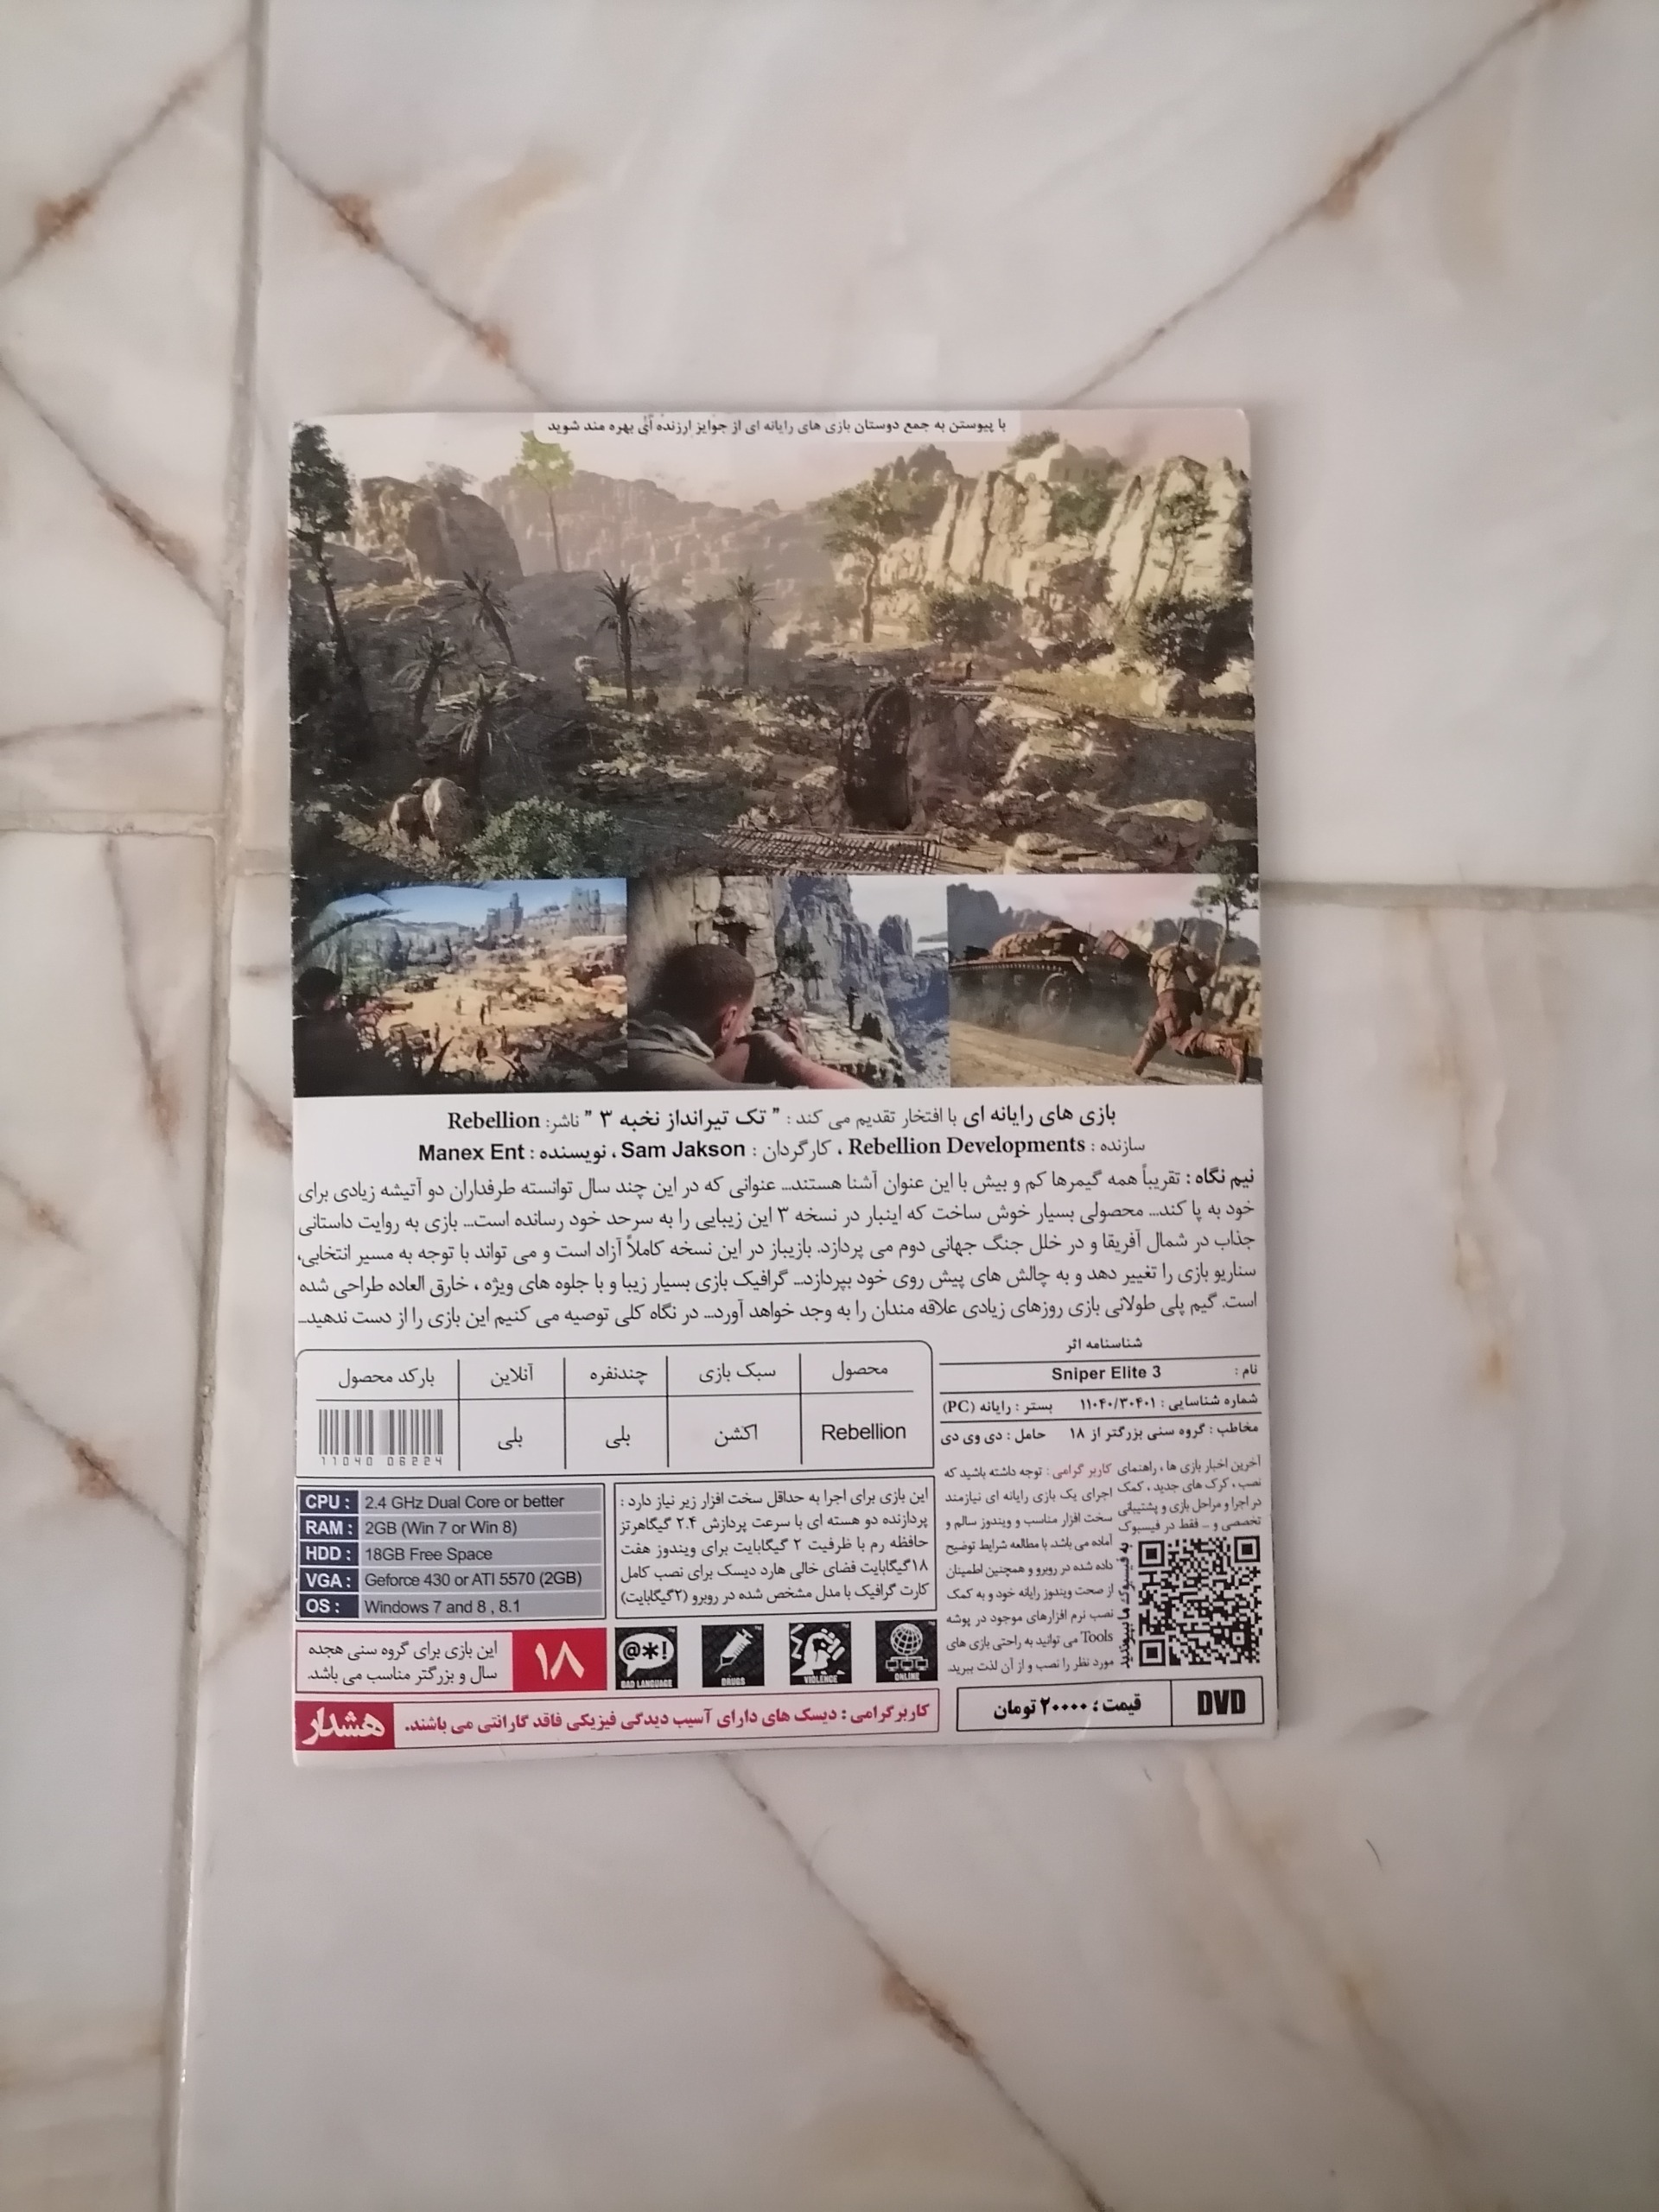 با پیوستن به جمع دوستان بازی های رایانه ای از جوایز ارزنده آنی بهره مند شوید
بازی های رایانه ای با افتخار تقدیم می کند : " تک تیرانداز نخبه ۳ " ناشر: Rebellion
سازنده : Rebellion Developments ، کارگردان : Sam Jakson ، نویسنده : Manex Ent
نیم نگاه : تقریباً همه گیمرها کم و بیش با این عنوان آشنا هستند... عنوانی که در این چند سال توانسته طرفداران دو آتیشه زیادی برای
خود به پا کند... محصولی بسیار خوش ساخت که اینبار در نسخه ۳ این زیبایی را به سرحد خود رسانده است... بازی به روایت داستانی
جذاب در شمال آفریقا و در خلل جنگ جهانی دوم می پردازد. بازیباز در این نسخه کاملاً آزاد است و می تواند با توجه به مسیر انتخابی،
سناریو بازی را تغییر دهد و به چالش های پیش روی خود بپردازد... گرافیک بازی بسیار زیبا و با جلوه های ویژه ، خارق العاده طراحی شده
است. گیم پلی طولانی بازی روزهای زیادی علاقه مندان را به وجد خواهد آورد... در نگاه کلی توصیه می کنیم این بازی را از دست ندهید...
شناسنامه اثر
نام : Sniper Elite 3
شماره شناسایی : ۱۱۰۴۰/۳۰۴۰۱ بستر : رایانه (PC)
مخاطب : گروه سنی بزرگتر از ۱۸ حامل : دی وی دی
محصول سبک بازی چندنفره آنلاین بارکد محصول
Rebellion اکشن بلی بلی
11040 06224
آخرین اخبار بازی ها ، راهنمای
نصب ، کرک های جدید ، کمک
در اجرا و مراحل بازی و پشتیبانی
تخصصی و ... فقط در فیسبوک
به فیسبوک ما بپیوندید
کاربر گرامی : توجه داشته باشید که
اجرای یک بازی رایانه ای نیازمند
سخت افزار مناسب و ویندوز سالم و
آماده می باشد. با مطالعه شرایط توضیح
داده شده در روبرو و همچنین اطمینان
از صحت ویندوز رایانه خود و به کمک
نصب نرم افزارهای موجود در پوشه
Tools می توانید به راحتی بازی های
مورد نظر را نصب و از آن لذت ببرید.
این بازی برای اجرا به حداقل سخت افزار زیر نیاز دارد :
پردازنده دو هسته ای با سرعت پردازش ۲.۴ گیگاهرتز
حافظه رم با ظرفیت ۲ گیگابایت برای ویندوز هفت
۱۸گیگابایت فضای خالی هارد دیسک برای نصب کامل
کارت گرافیک با مدل مشخص شده در روبرو (۲گیگابایت)
CPU : 2.4 GHz Dual Core or better
RAM : 2GB (Win 7 or Win 8)
HDD : 18GB Free Space
VGA : Geforce 430 or ATI 5570 (2GB)
OS : Windows 7 and 8 , 8.1
@*!
BAD LANGUAGE
DRUGS
VIOLENCE
ONLINE
۱۸
این بازی برای گروه سنی هجده
سال و بزرگتر مناسب می باشد.
DVD قیمت : ۲۰۰۰۰ تومان
هشدار کاربرگرامی : دیسک های دارای آسیب دیدگی فیزیکی فاقد گارانتی می باشند.